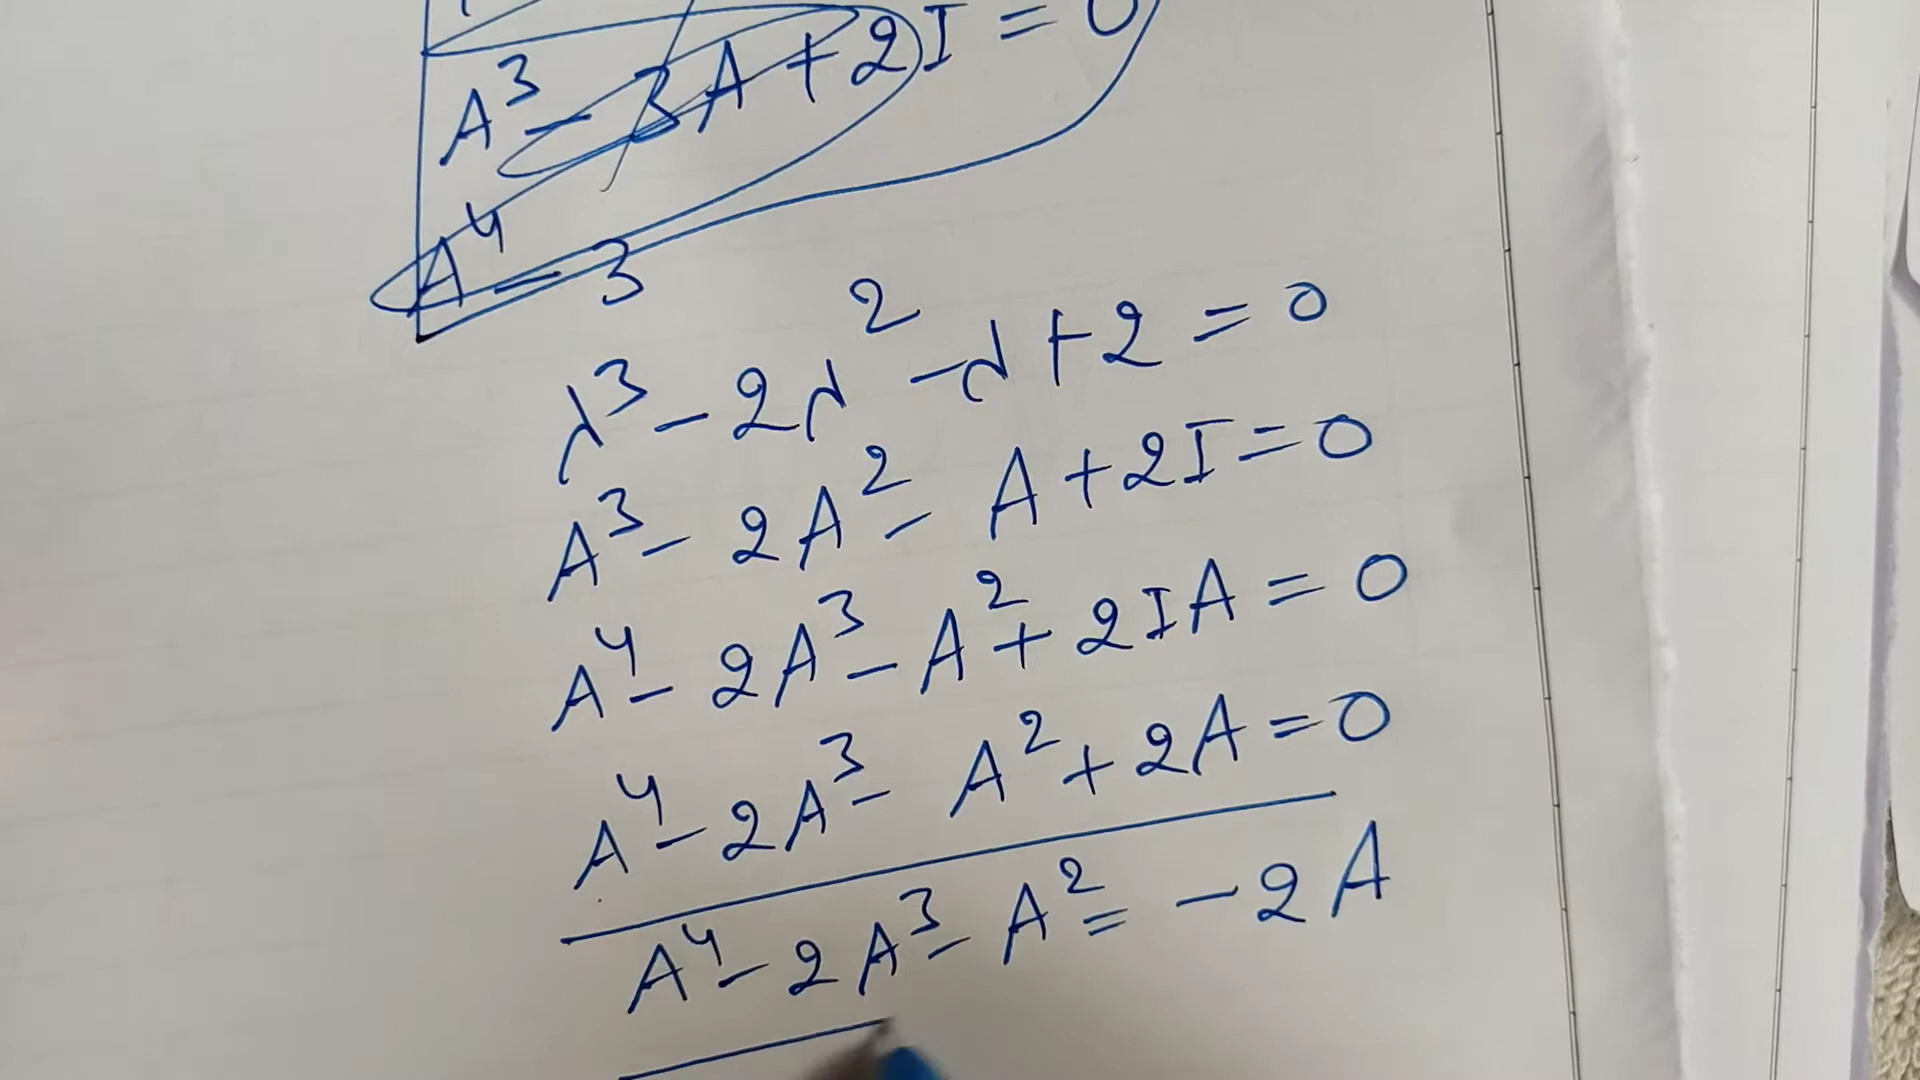 A³ - 3A + 2I = 0
A⁴ - 3
λ³ - 2λ² - λ + 2 = 0
A³ - 2A² - A + 2I = 0
A⁴ - 2A³ - A² + 2IA = 0
A⁴ - 2A³ - A² + 2A = 0
A⁴ - 2A³ - A² = -2A